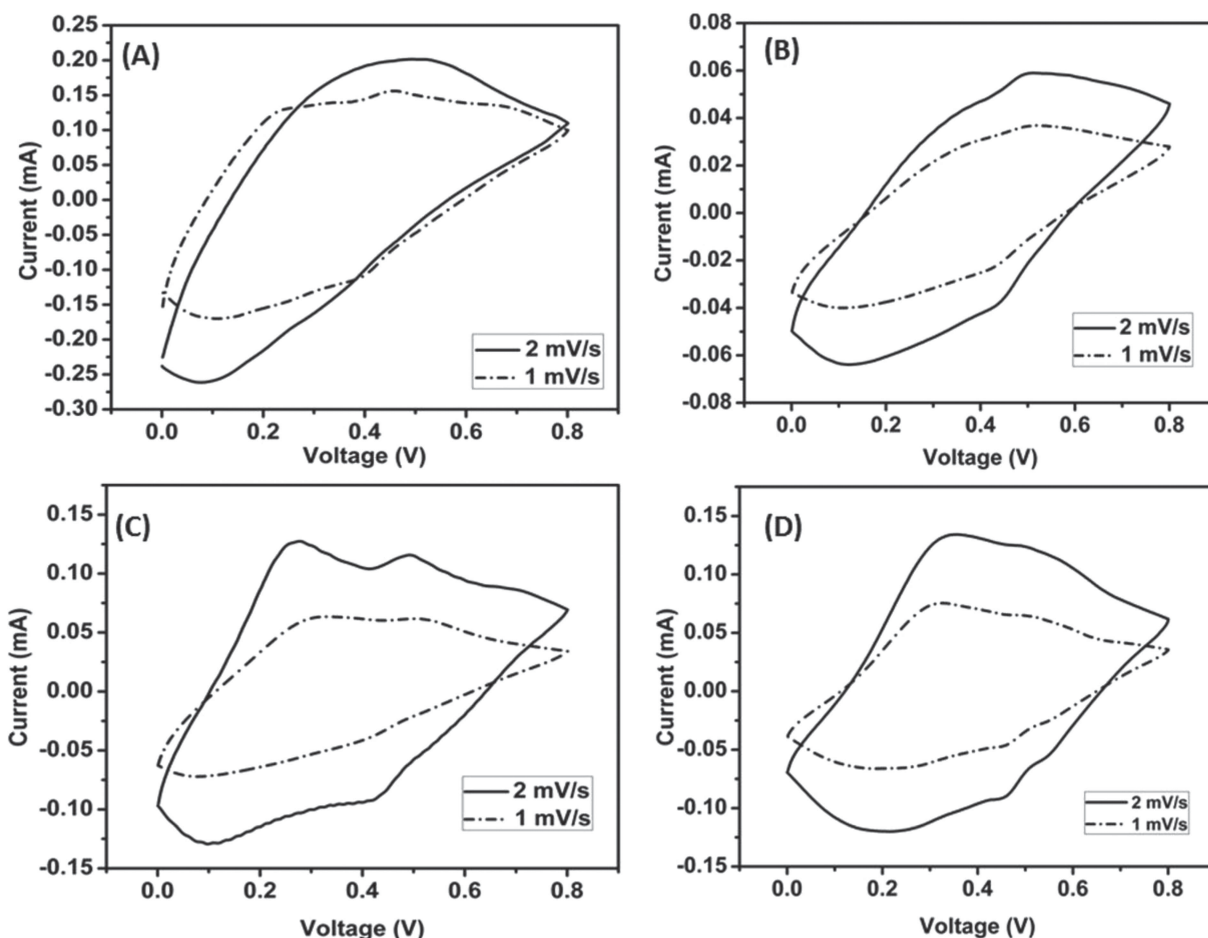 (A)
0.25
0.20
0.15
0.10
0.05
0.00
-0.05
-0.10
-0.15
-0.20
-0.25
-0.30
Current (mA)
2 mV/s
1 mV/s
0.0 0.2 0.4 0.6 0.8
Voltage (V)
(B)
0.08
0.06
0.04
0.02
0.00
-0.02
-0.04
-0.06
-0.08
Current (mA)
2 mV/s
1 mV/s
0.0 0.2 0.4 0.6 0.8
Voltage (V)
(C)
0.15
0.10
0.05
0.00
-0.05
-0.10
-0.15
Current (mA)
2 mV/s
1 mV/s
0.0 0.2 0.4 0.6 0.8
Voltage (V)
(D)
0.15
0.10
0.05
0.00
-0.05
-0.10
-0.15
Current (mA)
2 mV/s
1 mV/s
0.0 0.2 0.4 0.6 0.8
Voltage (V)